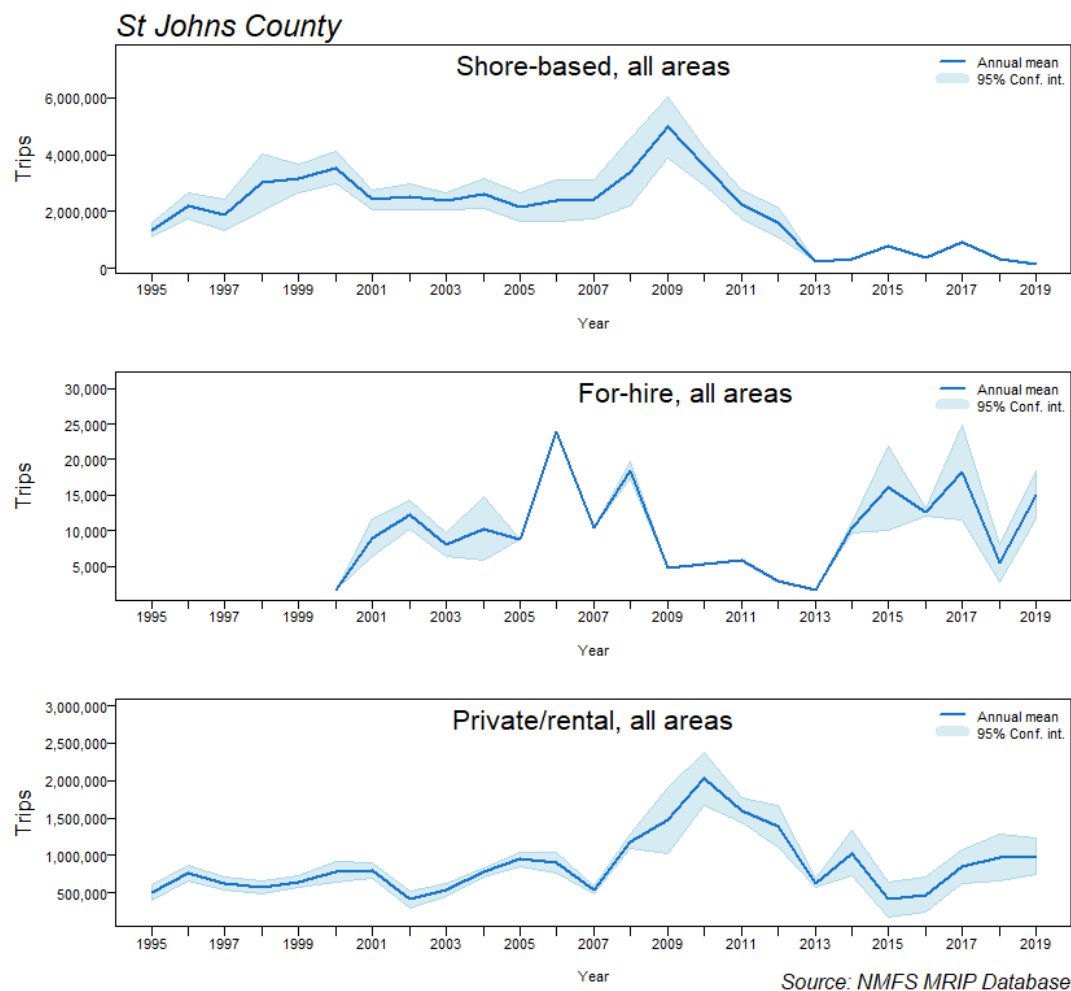 St Johns County
Shore-based, all areas
Annual mean
95% Conf. int.
Trips
6,000,000
4,000,000
2,000,000
0
1995 1997 1999 2001 2003 2005 2007 2009 2011 2013 2015 2017 2019
Year
For-hire, all areas
Annual mean
95% Conf. int.
Trips
30,000
25,000
20,000
15,000
10,000
5,000
1995 1997 1999 2001 2003 2005 2007 2009 2011 2013 2015 2017 2019
Year
Private/rental, all areas
Annual mean
95% Conf. int.
Trips
3,000,000
2,500,000
2,000,000
1,500,000
1,000,000
500,000
1995 1997 1999 2001 2003 2005 2007 2009 2011 2013 2015 2017 2019
Year
Source: NMFS MRIP Database